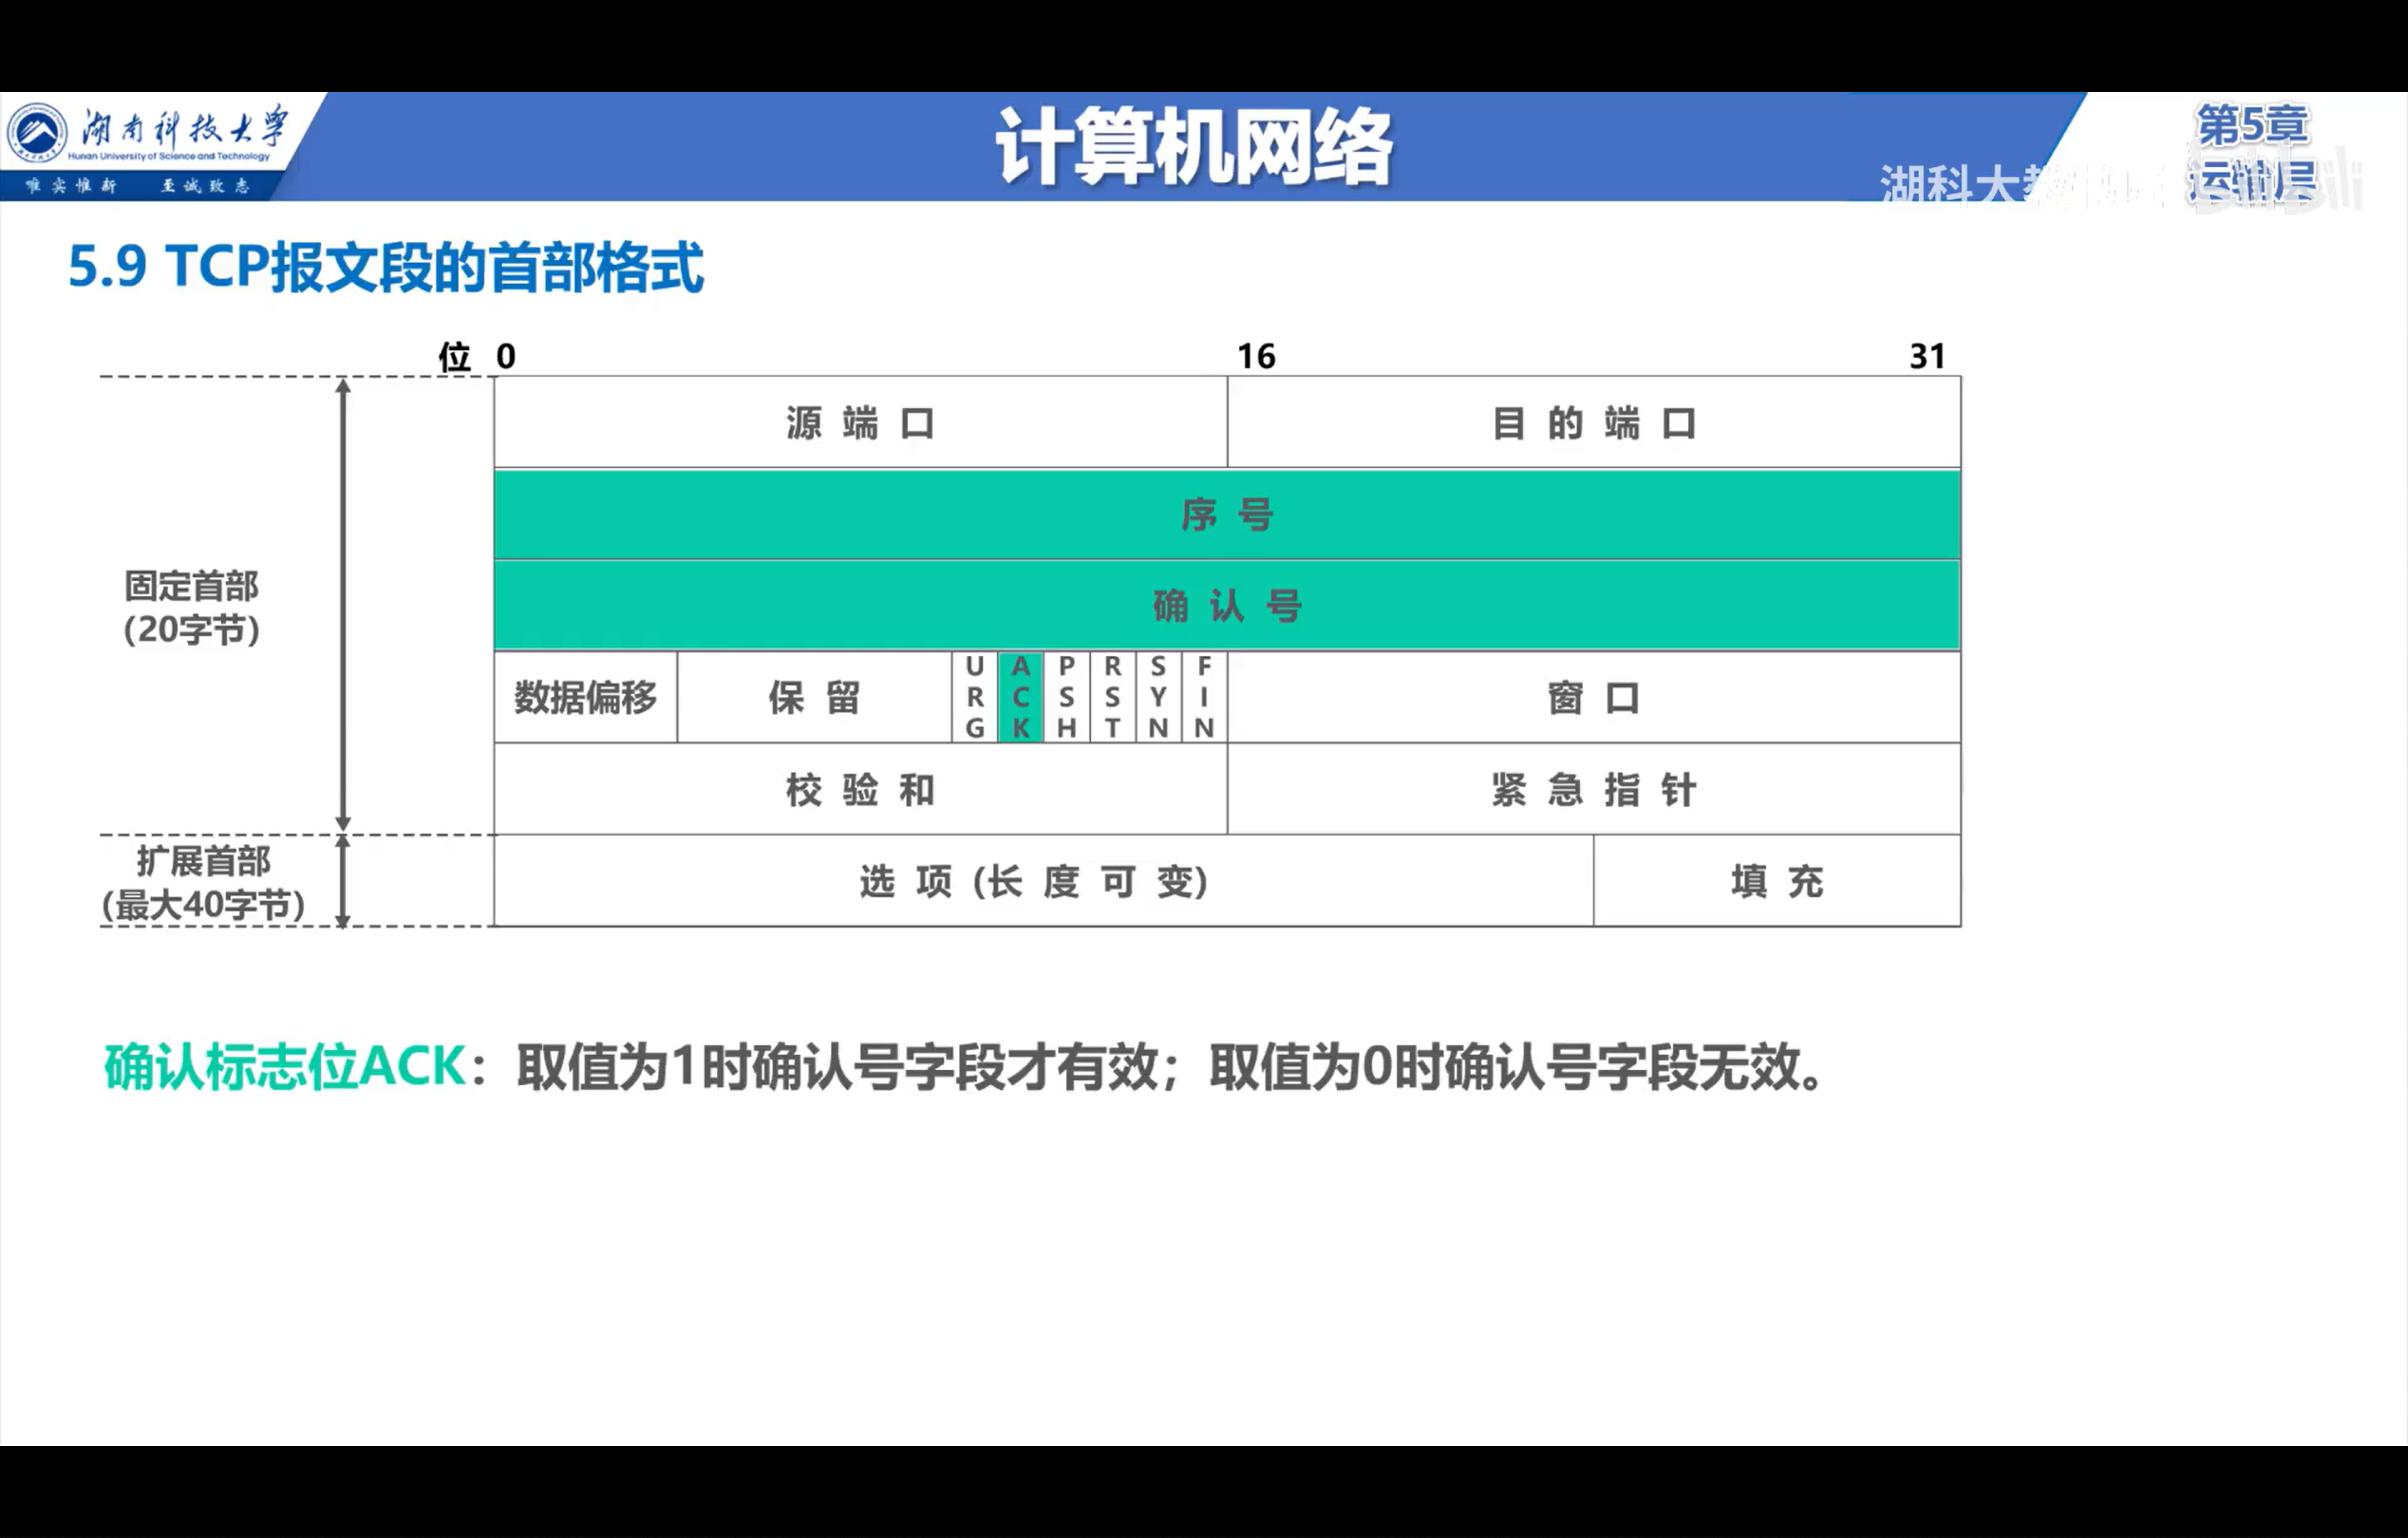 湖南科技大学
Hunan University of Science and Technology
唯实惟新 至诚致志
计算机网络
第5章
运输层
湖科大教书匠
bilibili
5.9 TCP报文段的首部格式
位 0 16 31
源端口 目的端口
序号
确认号
固定首部
(20字节)
数据偏移 保留 URG ACK PSH RST SYN FIN 窗口
校验和 紧急指针
扩展首部
(最大40字节)
选项(长度可变) 填充
确认标志位ACK：取值为1时确认号字段才有效；取值为0时确认号字段无效。